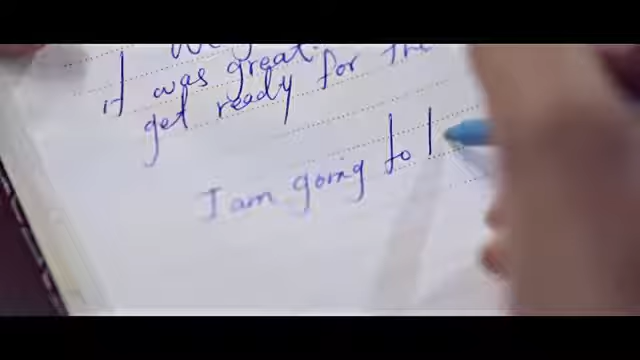 it was great.
get ready for the
I am going to